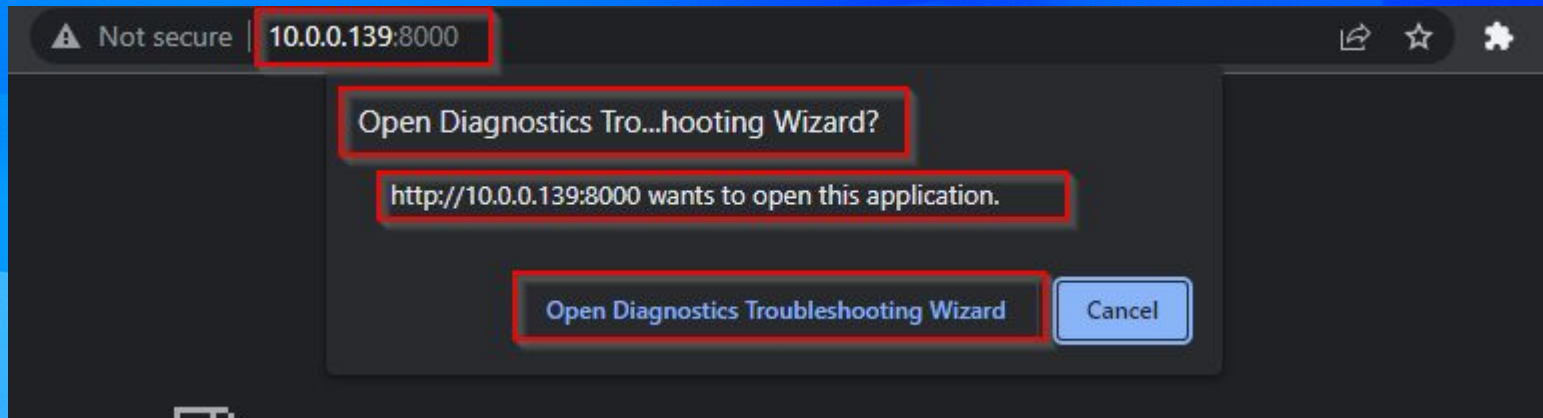 Not secure | 10.0.0.139:8000
Open Diagnostics Tro...hooting Wizard?
http://10.0.0.139:8000 wants to open this application.
Open Diagnostics Troubleshooting Wizard Cancel